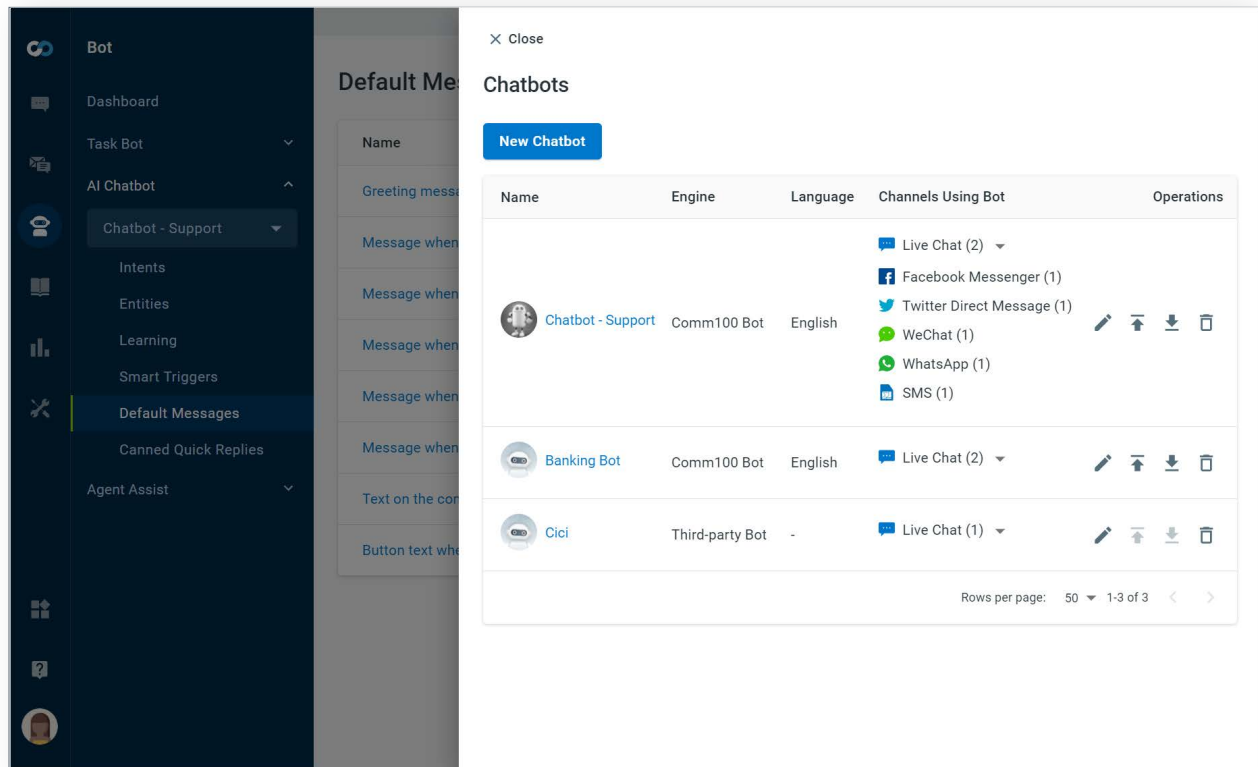 Bot
Dashboard
Task Bot
AI Chatbot
Chatbot - Support
Intents
Entities
Learning
Smart Triggers
Default Messages
Canned Quick Replies
Agent Assist
Default Me
Name
Greeting messa
Message when
Message when
Message when
Message when
Message when
Text on the con
Button text whe
Close
Chatbots
New Chatbot
Name Engine Language Channels Using Bot Operations
Chatbot - Support Comm100 Bot English
Live Chat (2)
Facebook Messenger (1)
Twitter Direct Message (1)
WeChat (1)
WhatsApp (1)
SMS (1)
Banking Bot Comm100 Bot English Live Chat (2)
Cici Third-party Bot - Live Chat (1)
Rows per page: 50 1-3 of 3